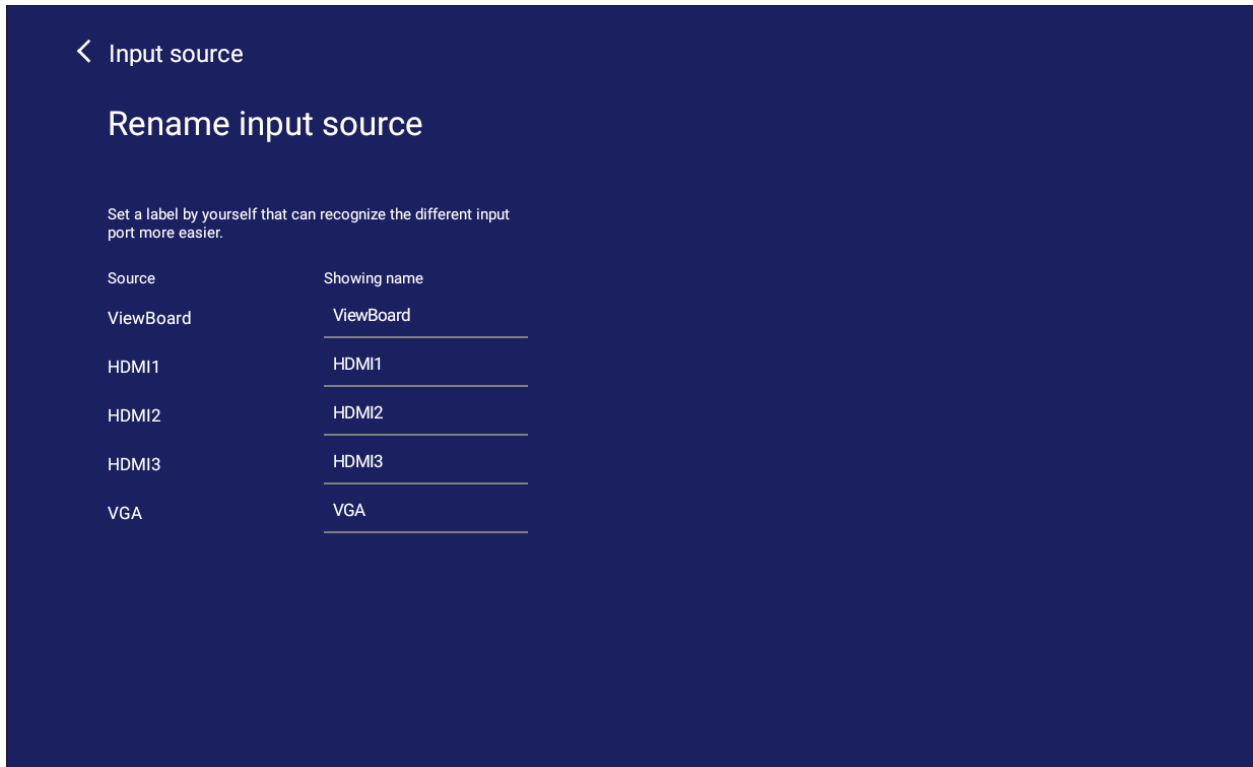 Input source
Rename input source
Set a label by yourself that can recognize the different input
port more easier.
Source Showing name
ViewBoard ViewBoard
HDMI1 HDMI1
HDMI2 HDMI2
HDMI3 HDMI3
VGA VGA